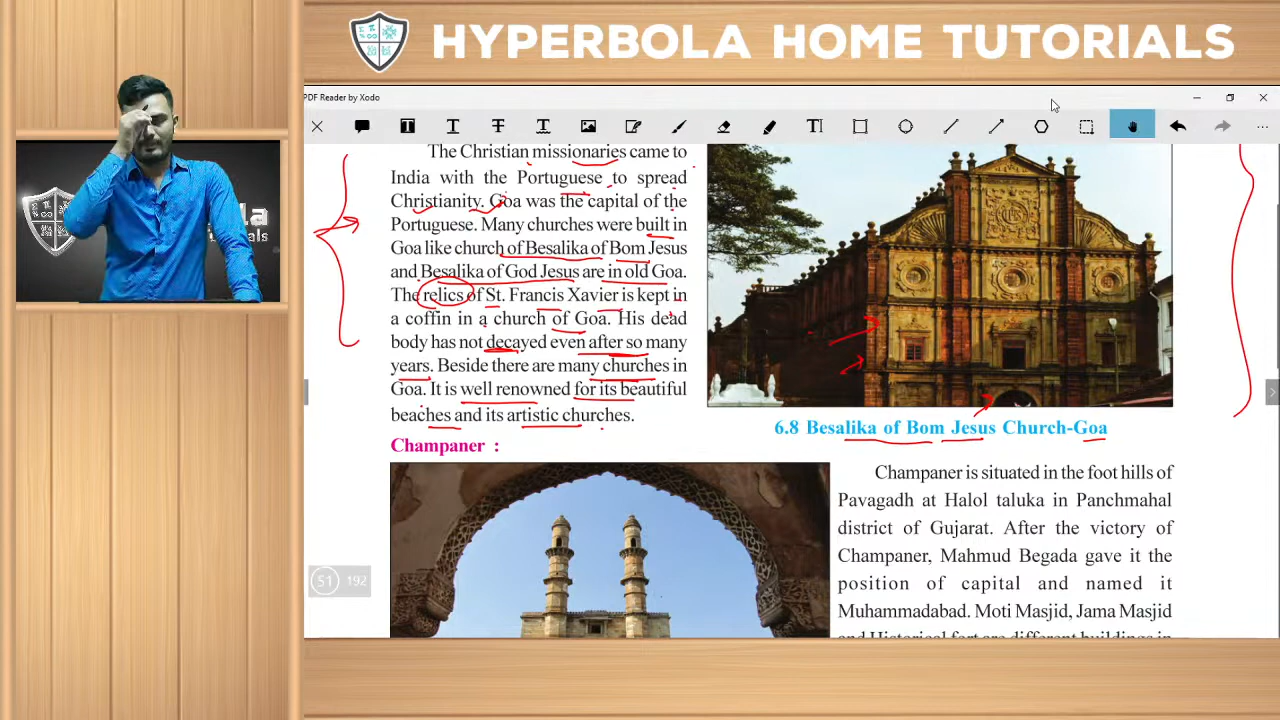 HYPERBOLA HOME TUTORIALS
PDF Reader by Xodo
The Christian missionaries came to
India with the Portuguese to spread
Christianity. Goa was the capital of the
Portuguese. Many churches were built in
Goa like church of Besalika of Bom Jesus
and Besalika of God Jesus are in old Goa.
The relics of St. Francis Xavier is kept in
a coffin in a church of Goa. His dead
body has not decayed even after so many
years. Beside there are many churches in
Goa. It is well renowned for its beautiful
beaches and its artistic churches.
6.8 Besalika of Bom Jesus Church-Goa
Champaner :
Champaner is situated in the foot hills of
Pavagadh at Halol taluka in Panchmahal
district of Gujarat. After the victory of
Champaner, Mahmud Begada gave it the
position of capital and named it
Muhammadabad. Moti Masjid, Jama Masjid
and Historical fort are different buildings in
51 192